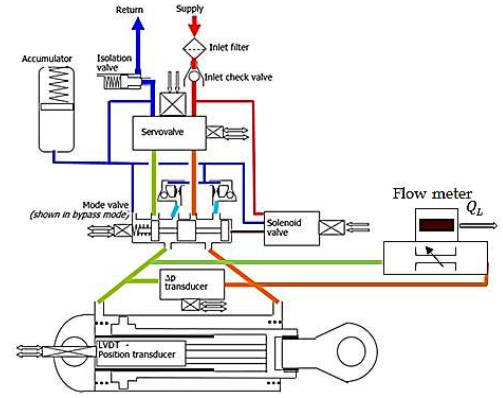 Return
Supply
Isolation
valve
Inlet filter
Accumulator
Inlet check valve
Servovalve
Mode valve
(shown in bypass mode)
Solenoid
valve
Flow meter
Q_L
Δp
transducer
LVDT -
Position transducer